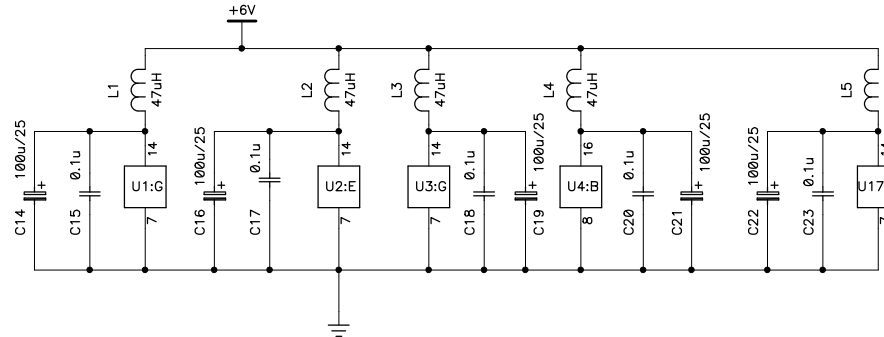 +6V
L1
47uH
L2
47uH
L3
47uH
L4
47uH
L5
100u/25
0.1u
14
100u/25
0.1u
14
14
0.1u
100u/25
16
0.1u
100u/25
100u/25
0.1u
U1:G
U2:E
U3:G
U4:B
U17
C14
C15
7
C16
C17
7
7
C18
C19
8
C20
C21
C22
C23
7